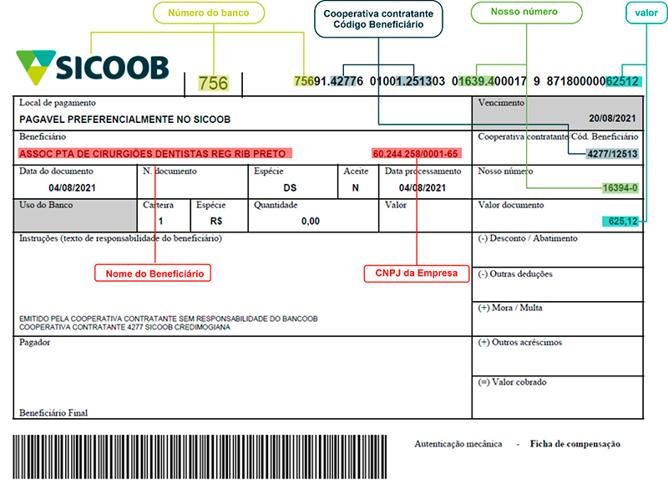 Número do banco
Cooperativa contratante
Código Beneficiário
Nosso número
valor
SICOOB
756
75691.42776 01001.251303 01639.400017 9 87180000062512
Local de pagamento
Vencimento
PAGAVEL PREFERENCIALMENTE NO SICOOB
20/08/2021
Beneficiário
Cooperativa contratante/Cód. Beneficiário
ASSOC PTA DE CIRURGIÕES DENTISTAS REG RIB PRETO 60.244.258/0001-65
4277/12513
Data do documento N. documento Espécie Aceite Data processamento Nosso número
04/08/2021 DS N 04/08/2021 16394-0
Uso do Banco Carteira Espécie Quantidade Valor Valor documento
1 R$ 0,00 625,12
Instruções (texto de responsabilidade do beneficiário)
(-) Desconto / Abatimento
Nome do Beneficiário
CNPJ da Empresa
(-) Outras deduções
(+) Mora / Multa
EMITIDO PELA COOPERATIVA CONTRATANTE SEM RESPONSABILIDADE DO BANCOOB
COOPERATIVA CONTRATANTE 4277 SICOOB CREDIMOGIANA
Pagador
(+) Outros acréscimos
(=) Valor cobrado
Beneficiário Final
Autenticação mecânica - Ficha de compensação